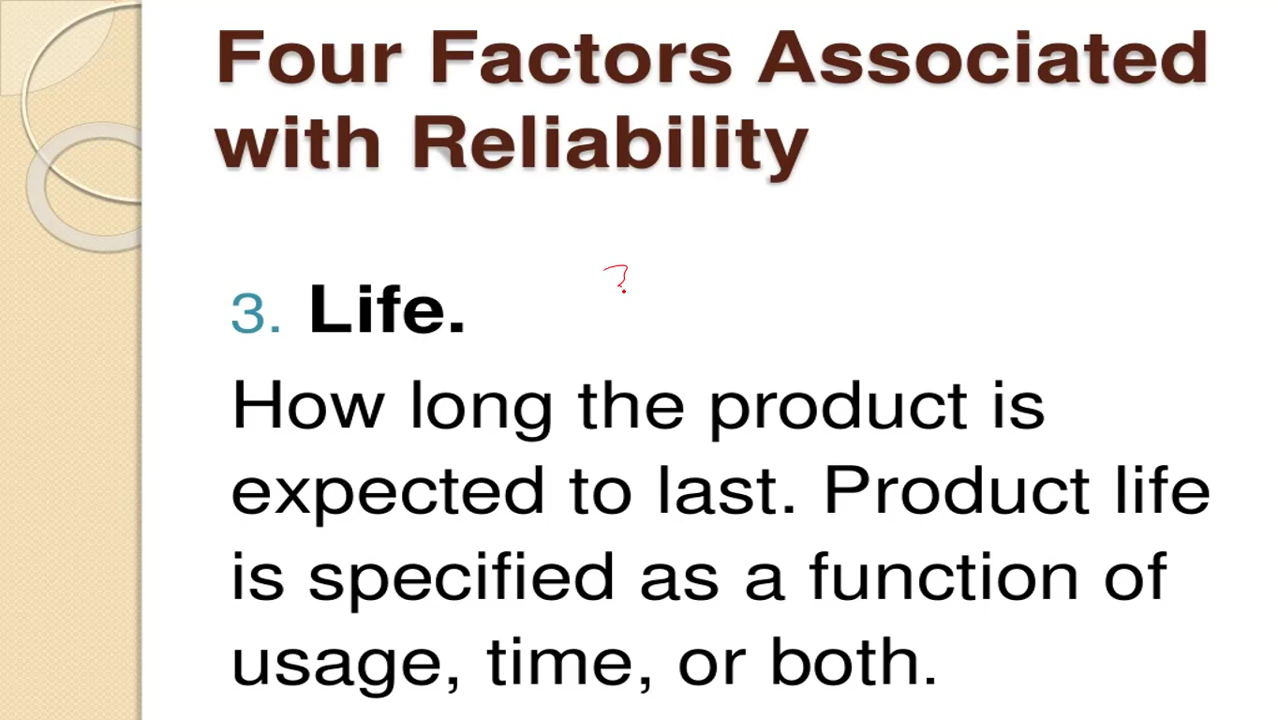 Four Factors Associated
with Reliability
?
3. Life.
How long the product is
expected to last. Product life
is specified as a function of
usage, time, or both.